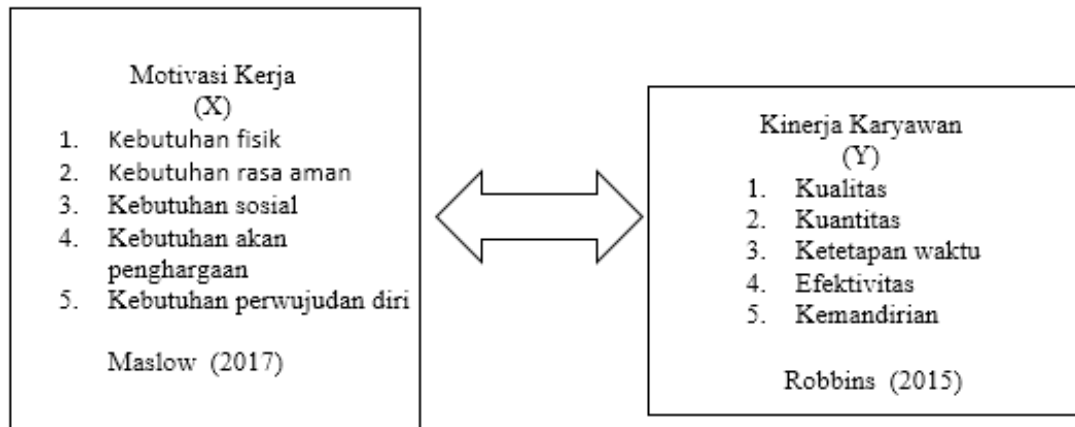 Motivasi Kerja
(X)
1. Kebutuhan fisik
2. Kebutuhan rasa aman
3. Kebutuhan sosial
4. Kebutuhan akan
penghargaan
5. Kebutuhan perwujudan diri
Maslow (2017)
Kinerja Karyawan
(Y)
1. Kualitas
2. Kuantitas
3. Ketetapan waktu
4. Efektivitas
5. Kemandirian
Robbins (2015)